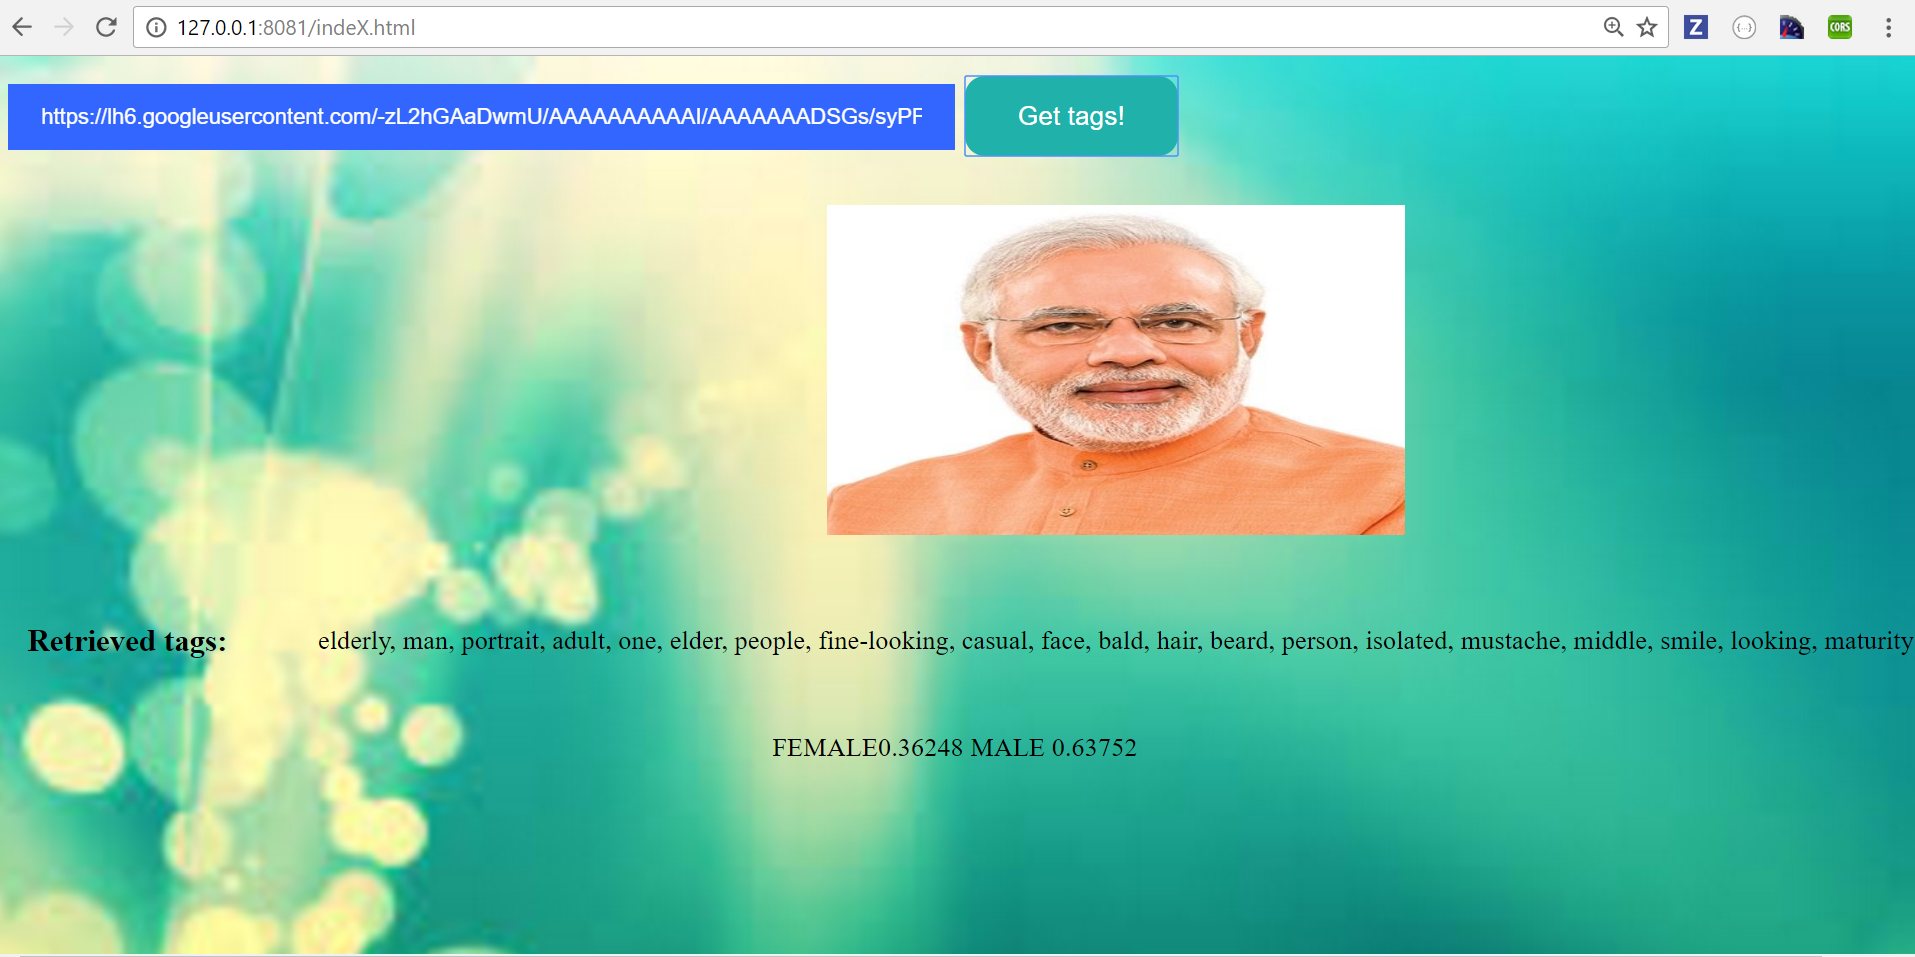 127.0.0.1:8081/indeX.html
Z
{...}
CORS
https://lh6.googleusercontent.com/-zL2hGAaDwmU/AAAAAAAAAAI/AAAAAAADSGs/syPF
Get tags!
Retrieved tags: elderly, man, portrait, adult, one, elder, people, fine-looking, casual, face, bald, hair, beard, person, isolated, mustache, middle, smile, looking, maturity
FEMALE0.36248 MALE 0.63752